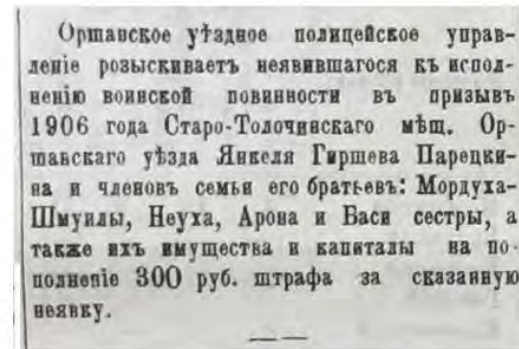 Оршанское уѣздное полицейское управ-
леніе розыскиваетъ неявившагося къ испол-
ненію воинской повинности въ призывъ
1906 года Старо-Толочинскаго мѣщ. Ор-
шанскаго уѣзда Янкеля Гиршева Парецки-
на и членовъ семьи его братьевъ: Мордуха-
Шмуилы, Неуха, Арона и Баси сестры, а
также ихъ имущества и капиталы на по-
полненіе 300 руб. штрафа за сказанную
неявку.